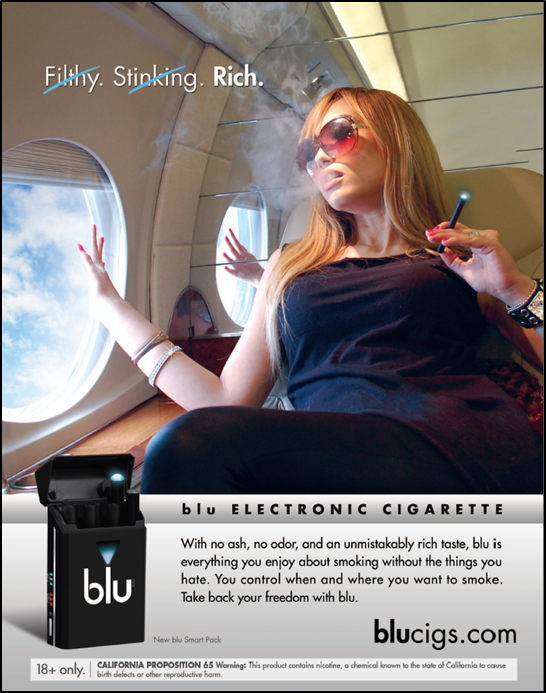 Filthy. Stinking. Rich.
blu ELECTRONIC CIGARETTE
With no ash, no odor, and an unmistakably rich taste, blu is
everything you enjoy about smoking without the things you
hate. You control when and where you want to smoke.
Take back your freedom with blu.
blu
New blu Smart Pack
blucigs.com
18+ only.
CALIFORNIA PROPOSITION 65 Warning: This product contains nicotine, a chemical known to the state of California to cause
birth defects or other reproductive harm.